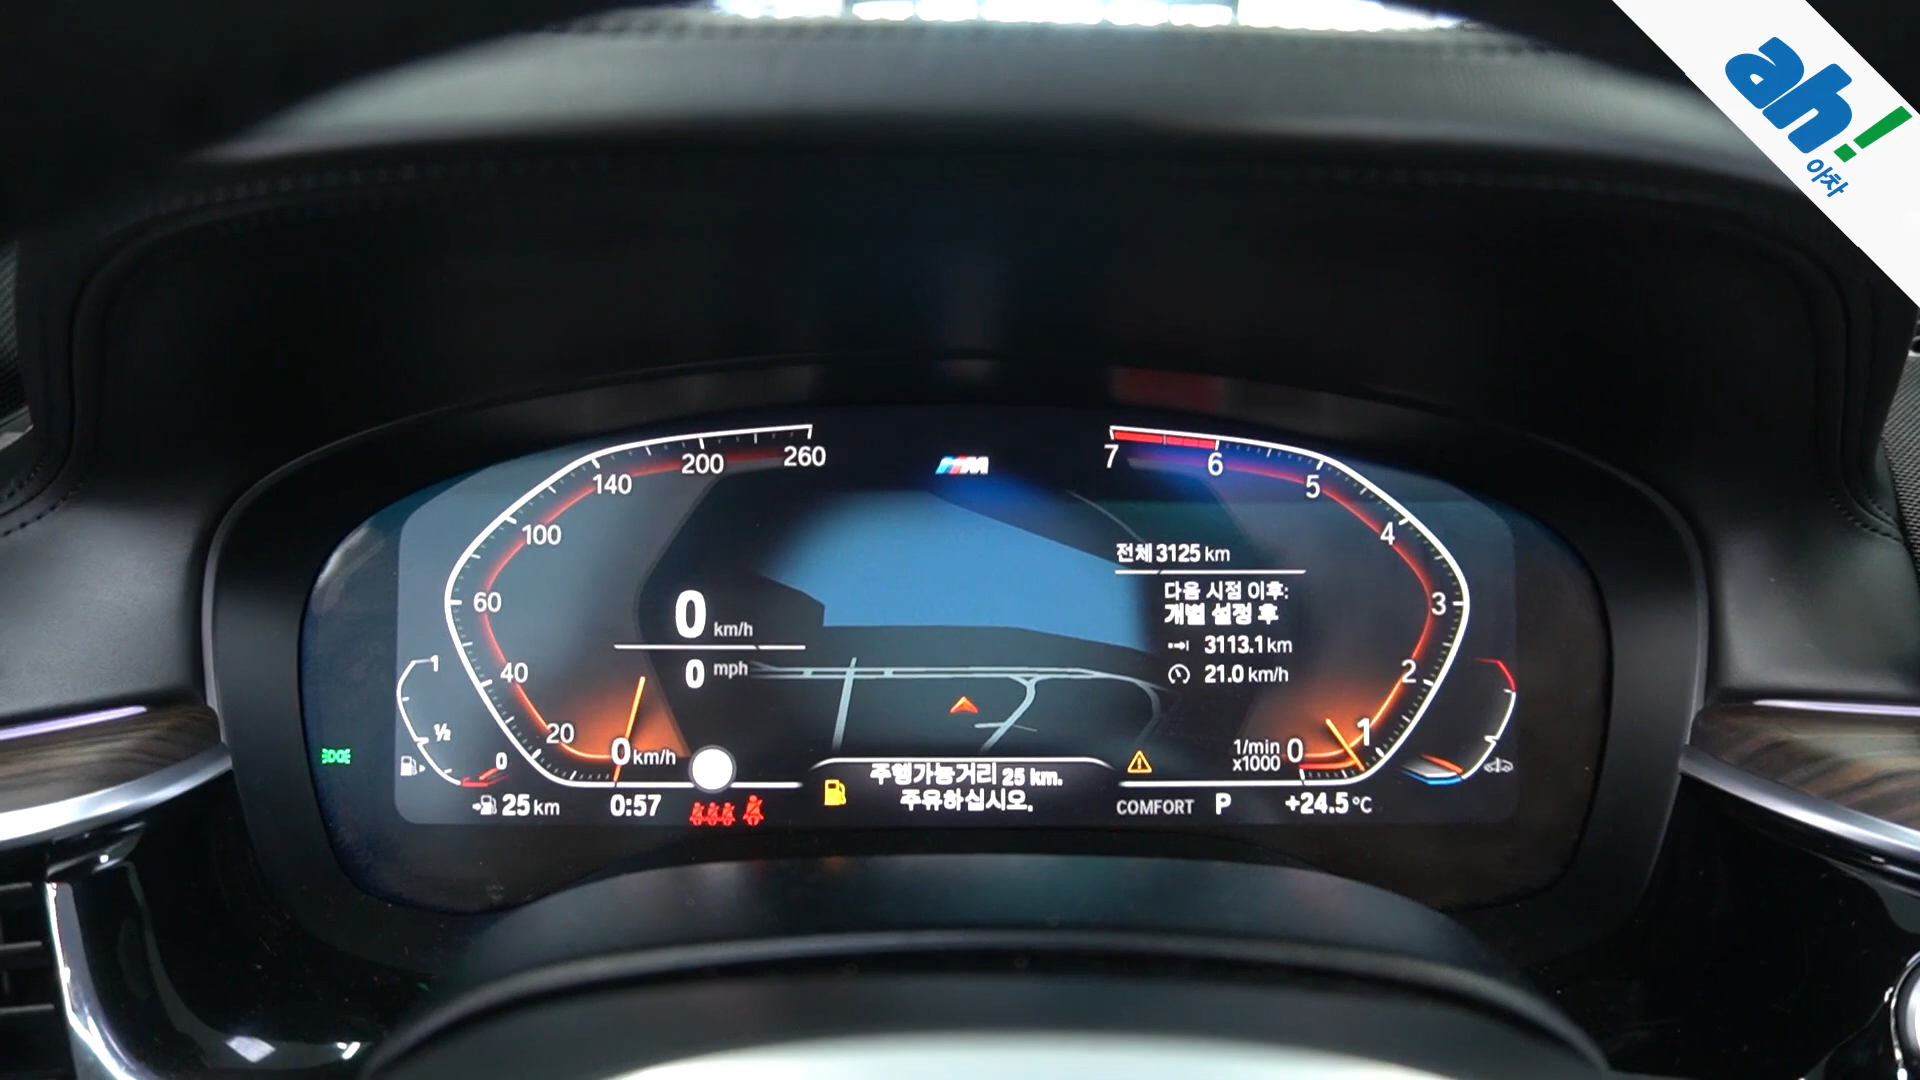 ah!
아차
260
200
140
100
60
40
20
0 km/h
M
7
6
5
4
3
2
1
0
1/min
x1000
0 km/h
0 mph
전체 3125 km
다음 시점 이후:
개별 설정 후
3113.1 km
21.0 km/h
1
½
0
주행가능거리 25 km.
주유하십시오.
25 km
0:57
COMFORT P
+24.5 °C